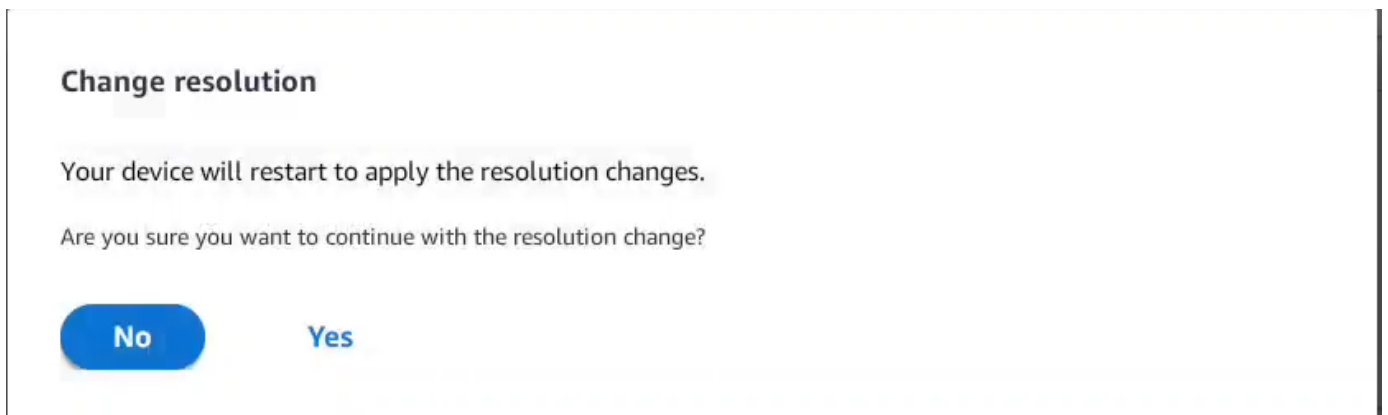 Change resolution
Your device will restart to apply the resolution changes.
Are you sure you want to continue with the resolution change?
No Yes